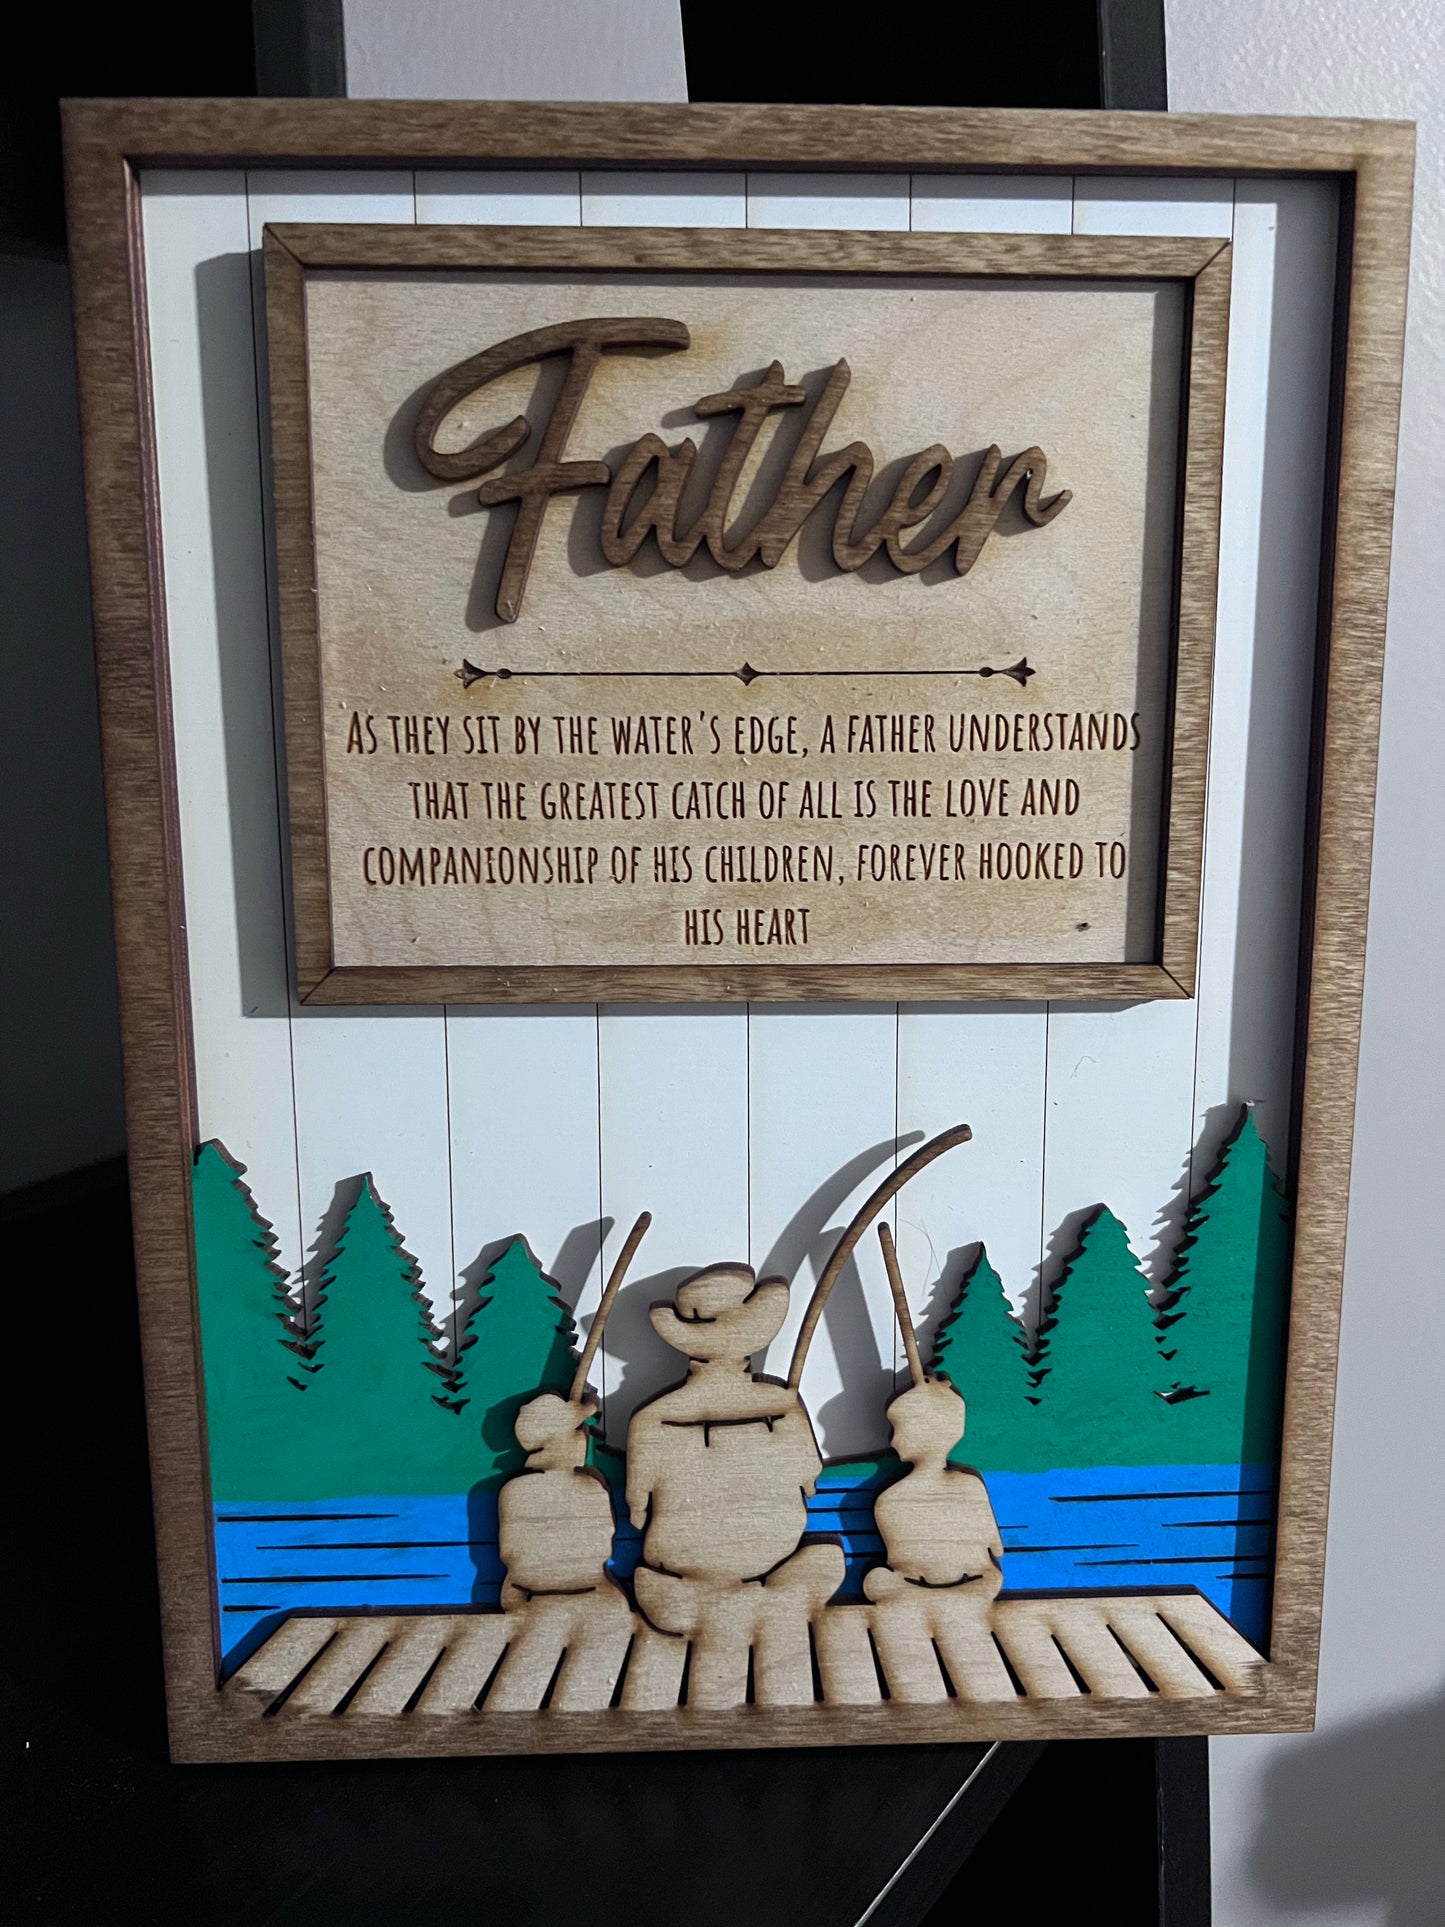 Father
As they sit by the water's edge, a father understands
that the greatest catch of all is the love and
companionship of his children, forever hooked to
his heart